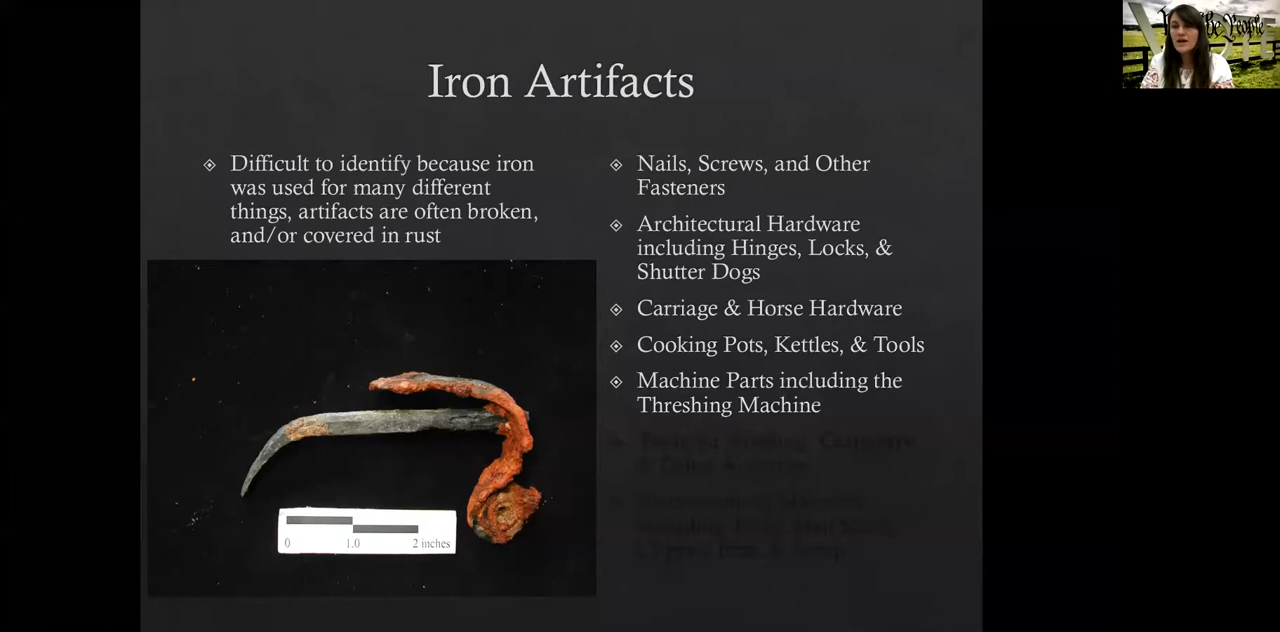 Iron Artifacts
Difficult to identify because iron
was used for many different
things, artifacts are often broken,
and/or covered in rust
0 1.0 2 inches
Nails, Screws, and Other
Fasteners
Architectural Hardware
including Hinges, Locks, &
Shutter Dogs
Carriage & Horse Hardware
Cooking Pots, Kettles, & Tools
Machine Parts including the
Threshing Machine
People